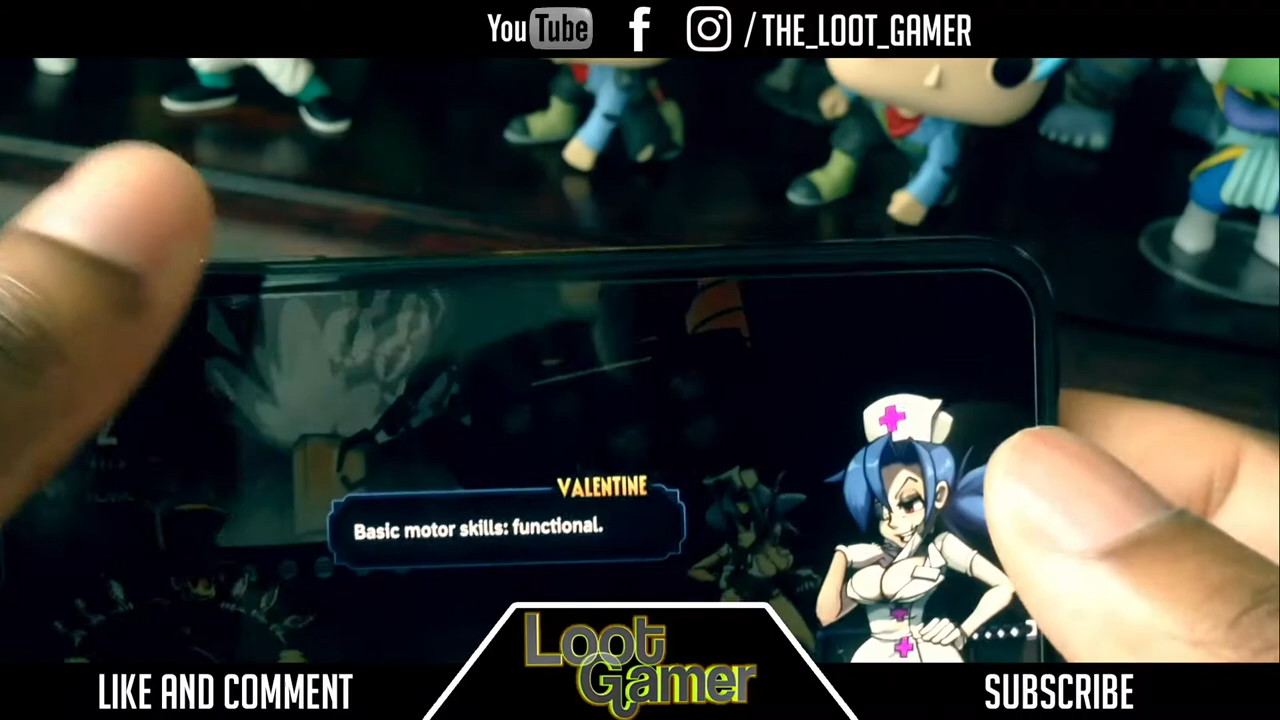 YouTube f / THE_LOOT_GAMER
VALENTINE
Basic motor skills: functional.
Loot
Gamer
LIKE AND COMMENT
SUBSCRIBE